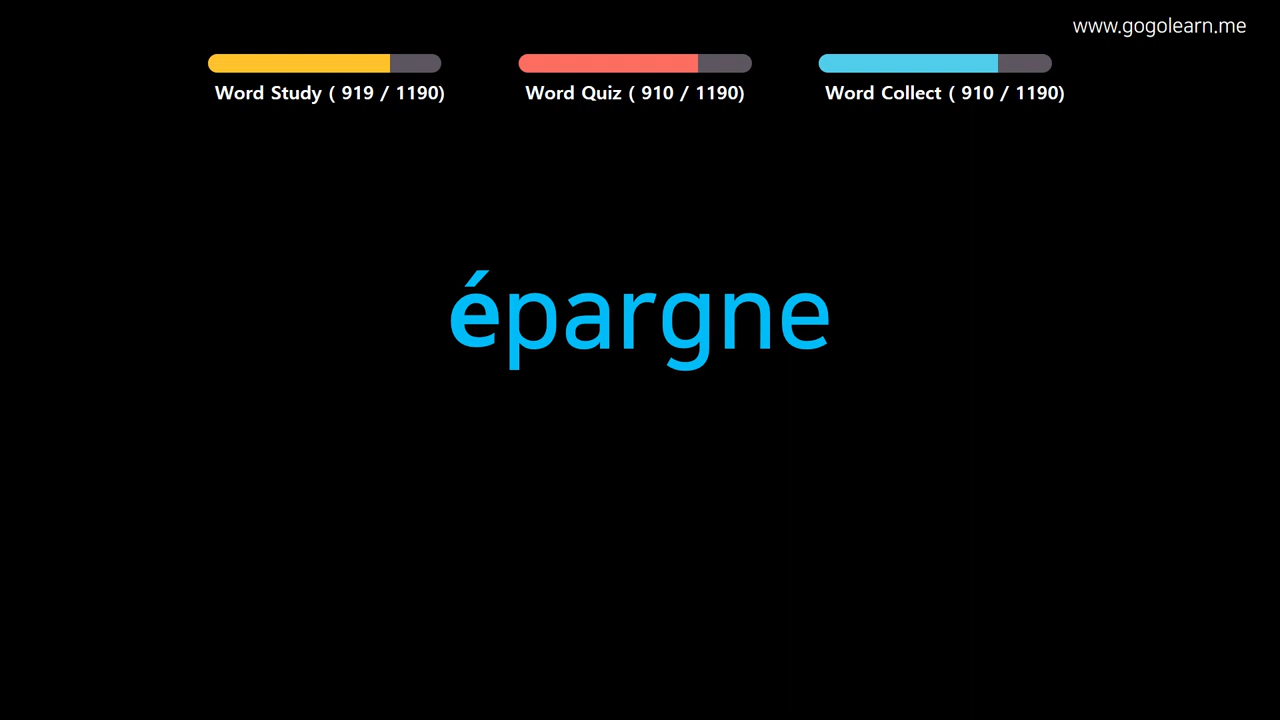 www.gogolearn.me
Word Study ( 919 / 1190)
Word Quiz ( 910 / 1190)
Word Collect ( 910 / 1190)
épargne